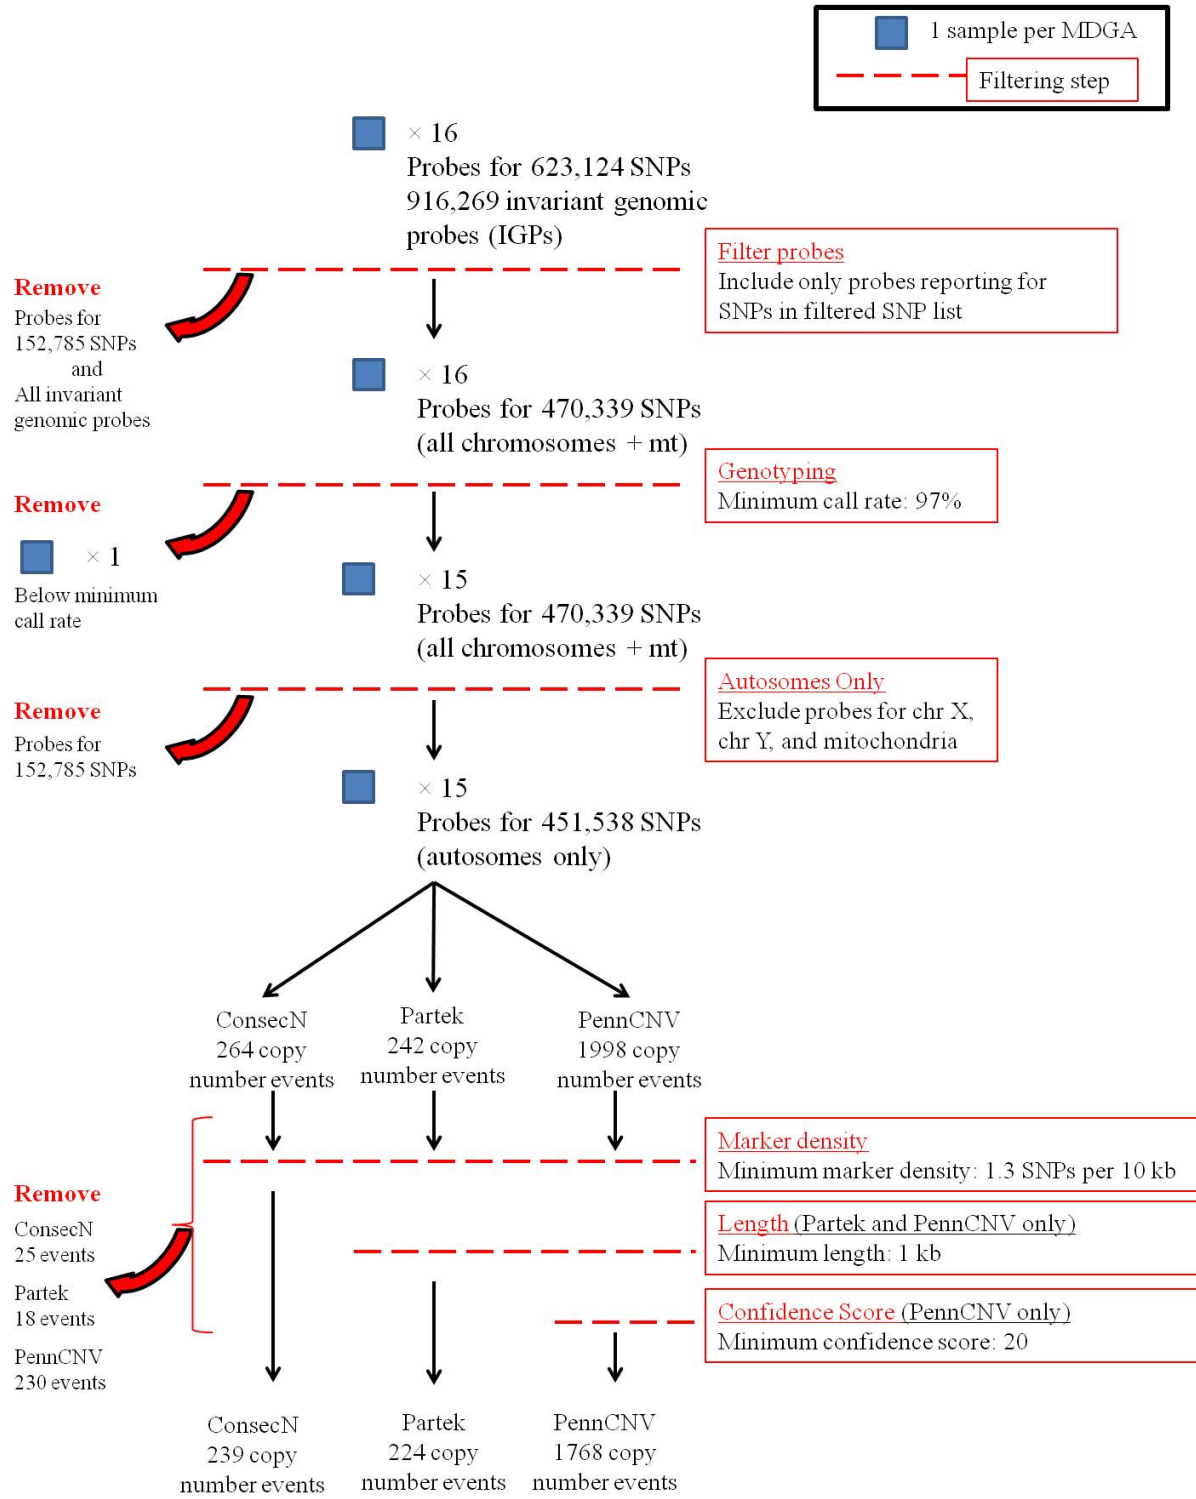 1 sample per MDGA
Filtering step
× 16
Probes for 623,124 SNPs
916,269 invariant genomic
probes (IGPs)
Filter probes
Include only probes reporting for
SNPs in filtered SNP list
Remove
Probes for
152,785 SNPs
and
All invariant
genomic probes
× 16
Probes for 470,339 SNPs
(all chromosomes + mt)
Genotyping
Minimum call rate: 97%
Remove
× 1
Below minimum
call rate
× 15
Probes for 470,339 SNPs
(all chromosomes + mt)
Autosomes Only
Exclude probes for chr X,
chr Y, and mitochondria
Remove
Probes for
152,785 SNPs
× 15
Probes for 451,538 SNPs
(autosomes only)
ConsecN
264 copy
number events
Partek
242 copy
number events
PennCNV
1998 copy
number events
Marker density
Minimum marker density: 1.3 SNPs per 10 kb
Length (Partek and PennCNV only)
Minimum length: 1 kb
Confidence Score (PennCNV only)
Minimum confidence score: 20
Remove
ConsecN
25 events
Partek
18 events
PennCNV
230 events
ConsecN
239 copy
number events
Partek
224 copy
number events
PennCNV
1768 copy
number events